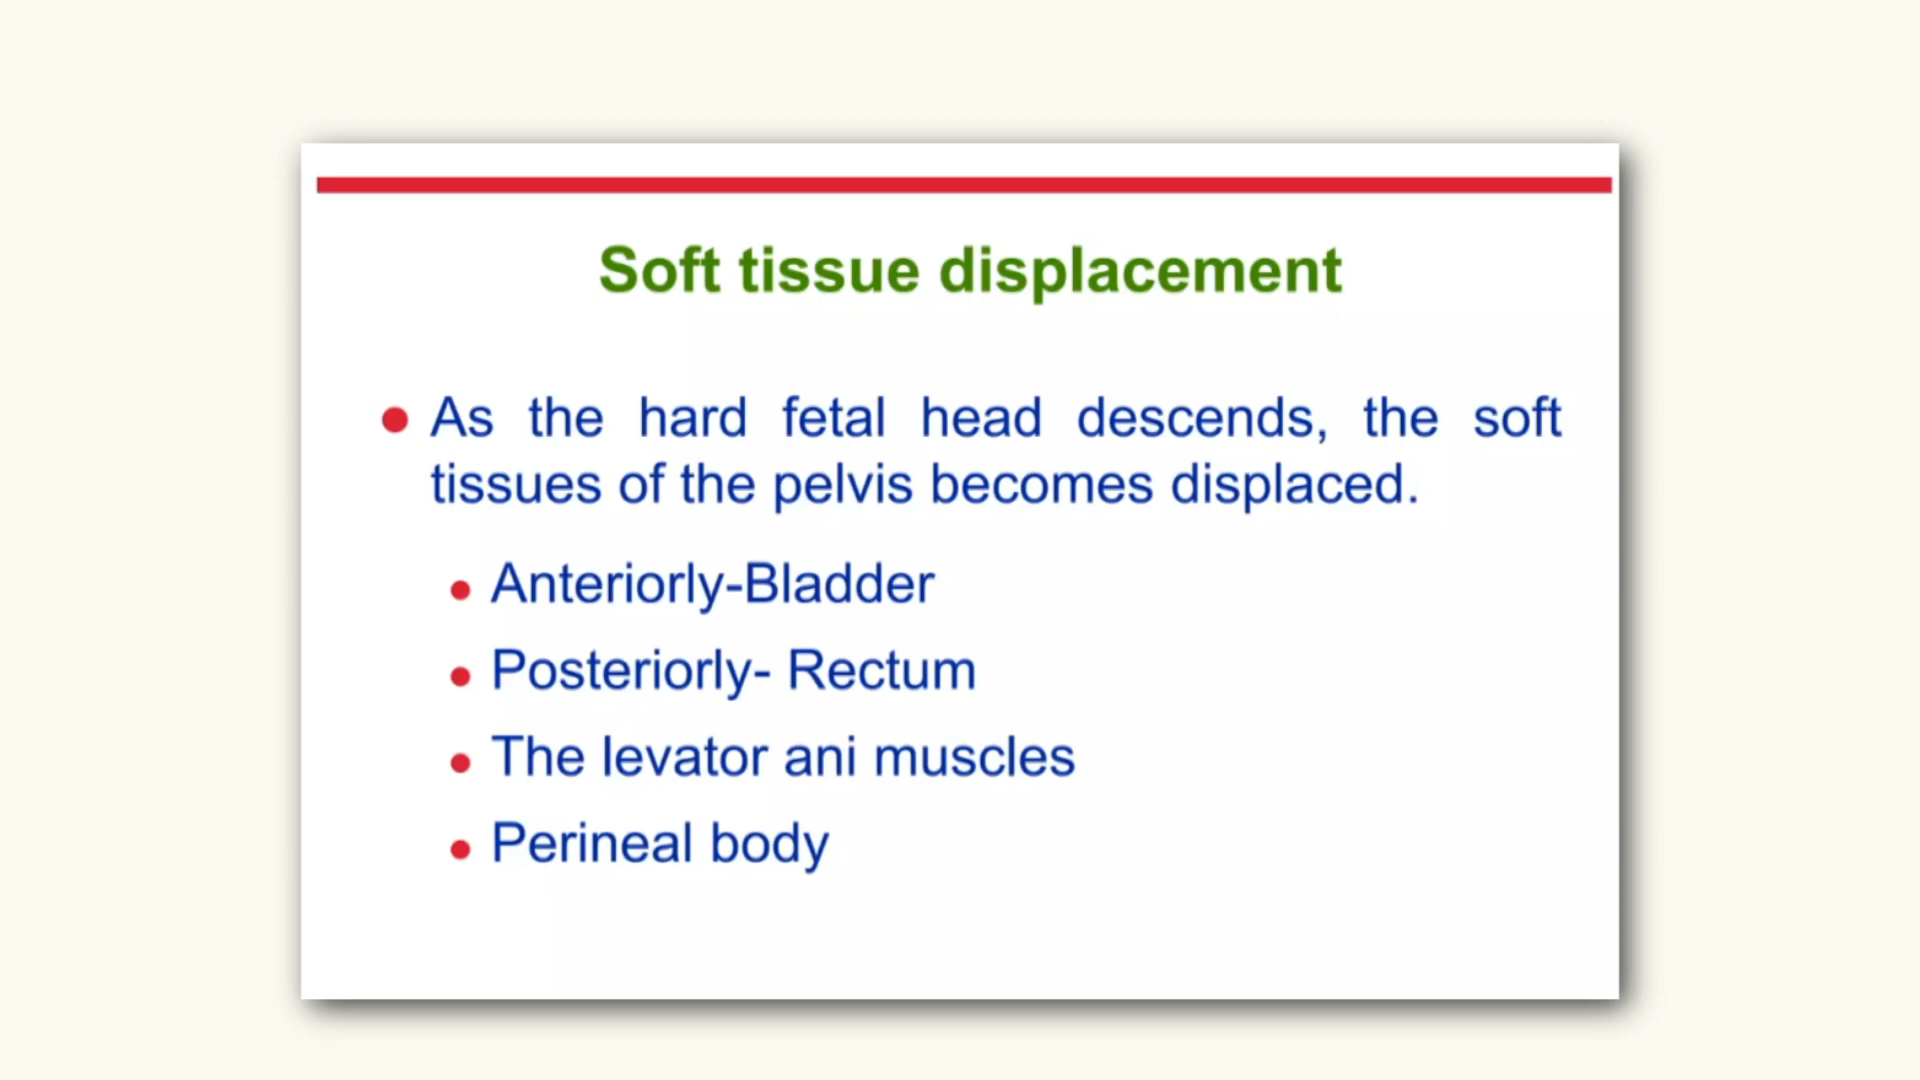 Soft tissue displacement
As the hard fetal head descends, the soft
tissues of the pelvis becomes displaced.
Anteriorly-Bladder
Posteriorly- Rectum
The levator ani muscles
Perineal body